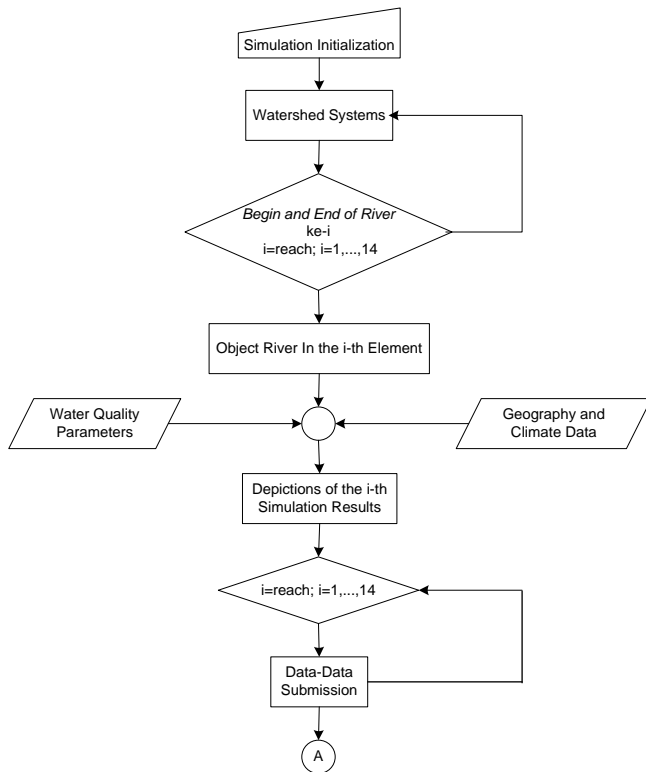 Simulation Initialization
Watershed Systems
Begin and End of River
ke-i
i=reach; i=1,...,14
Object River In the i-th Element
Water Quality
Parameters
Geography and
Climate Data
Depictions of the i-th
Simulation Results
i=reach; i=1,...,14
Data-Data
Submission
A